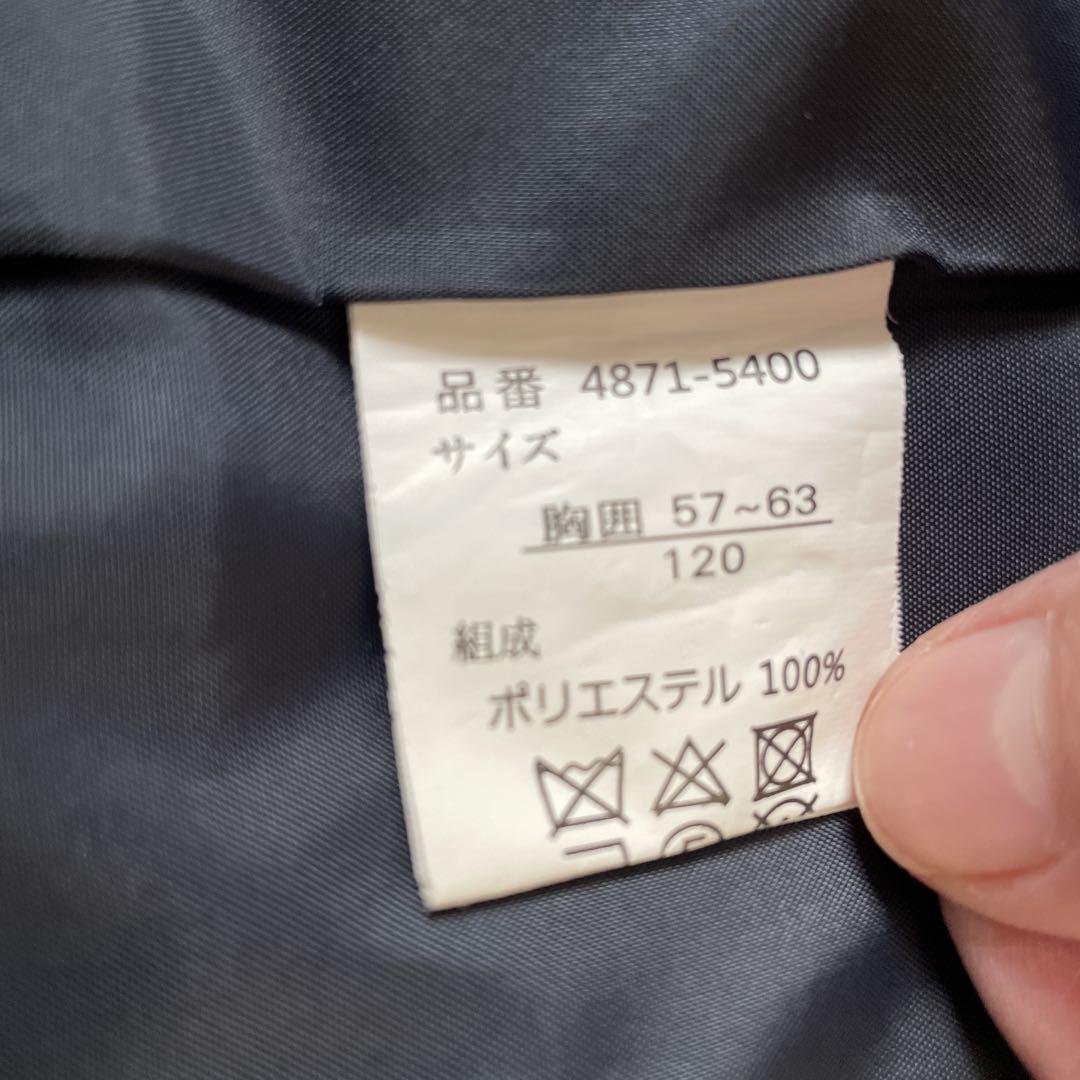 品番 4871-5400
サイズ
胸囲 57~63
120
組成
ポリエステル 100%